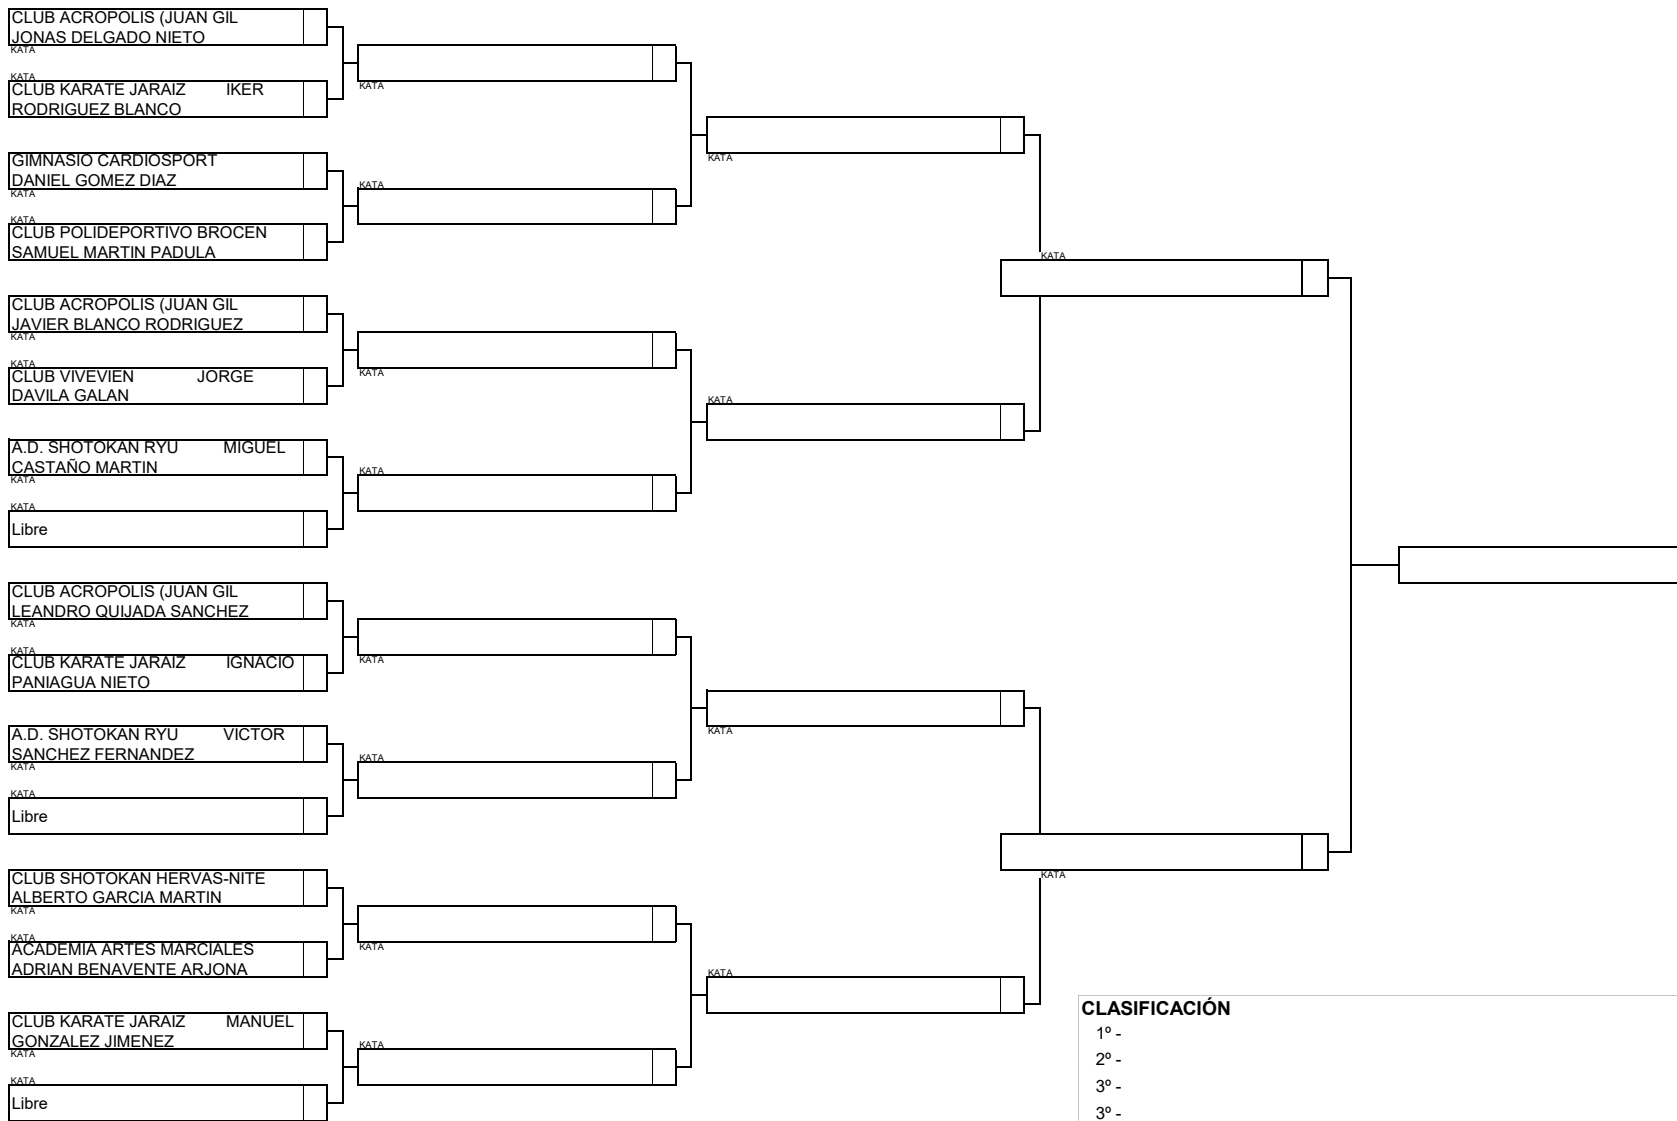 CLUB ACROPOLIS (JUAN GIL
JONAS DELGADO NIETO
KATA
KATA
CLUB KARATE JARAIZ IKER
RODRIGUEZ BLANCO
KATA
GIMNASIO CARDIOSPORT
DANIEL GOMEZ DIAZ
KATA
KATA
CLUB POLIDEPORTIVO BROCEN
SAMUEL MARTIN PADULA
KATA
KATA
CLUB ACROPOLIS (JUAN GIL
JAVIER BLANCO RODRIGUEZ
KATA
KATA
CLUB VIVEVIEN JORGE
DAVILA GALAN
KATA
A.D. SHOTOKAN RYU MIGUEL
CASTAÑO MARTIN
KATA
KATA
Libre
KATA
KATA
KATA
CLUB ACROPOLIS (JUAN GIL
LEANDRO QUIJADA SANCHEZ
KATA
KATA
CLUB KARATE JARAIZ IGNACIO
PANIAGUA NIETO
KATA
A.D. SHOTOKAN RYU VICTOR
SANCHEZ FERNANDEZ
KATA
KATA
Libre
KATA
KATA
CLUB SHOTOKAN HERVAS-NITE
ALBERTO GARCIA MARTIN
KATA
KATA
ACADEMIA ARTES MARCIALES
ADRIAN BENAVENTE ARJONA
KATA
CLUB KARATE JARAIZ MANUEL
GONZALEZ JIMENEZ
KATA
KATA
Libre
KATA
KATA
KATA
CLASIFICACIÓN
1º -
2º -
3º -
3º -